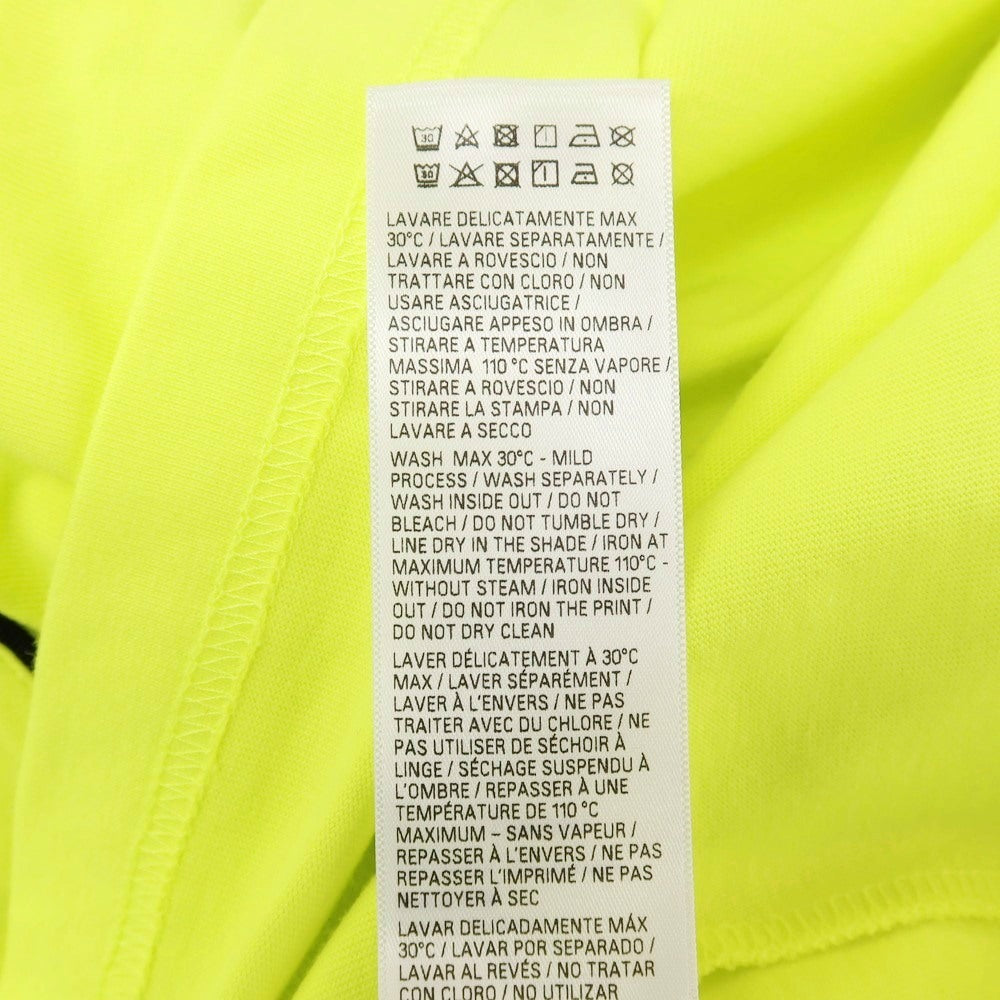 30
30
LAVARE DELICATAMENTE MAX
30°C / LAVARE SEPARATAMENTE /
LAVARE A ROVESCIO / NON
TRATTARE CON CLORO / NON
USARE ASCIUGATRICE /
ASCIUGARE APPESO IN OMBRA /
STIRARE A TEMPERATURA
MASSIMA 110 °C SENZA VAPORE /
STIRARE A ROVESCIO / NON
STIRARE LA STAMPA / NON
LAVARE A SECCO
WASH MAX 30°C - MILD
PROCESS / WASH SEPARATELY /
WASH INSIDE OUT / DO NOT
BLEACH / DO NOT TUMBLE DRY /
LINE DRY IN THE SHADE / IRON AT
MAXIMUM TEMPERATURE 110°C -
WITHOUT STEAM / IRON INSIDE
OUT / DO NOT IRON THE PRINT /
DO NOT DRY CLEAN
LAVER DÉLICATEMENT À 30°C
MAX / LAVER SÉPARÉMENT /
LAVER À L'ENVERS / NE PAS
TRAITER AVEC DU CHLORE / NE
PAS UTILISER DE SÉCHOIR À
LINGE / SÉCHAGE SUSPENDU À
L'OMBRE / REPASSER À UNE
TEMPÉRATURE DE 110 °C
MAXIMUM – SANS VAPEUR /
REPASSER À L'ENVERS / NE PAS
REPASSER L'IMPRIMÉ / NE PAS
NETTOYER À SEC
LAVAR DELICADAMENTE MÁX
30°C / LAVAR POR SEPARADO /
LAVAR AL REVÉS / NO TRATAR
CON CLORO / NO UTILIZAR